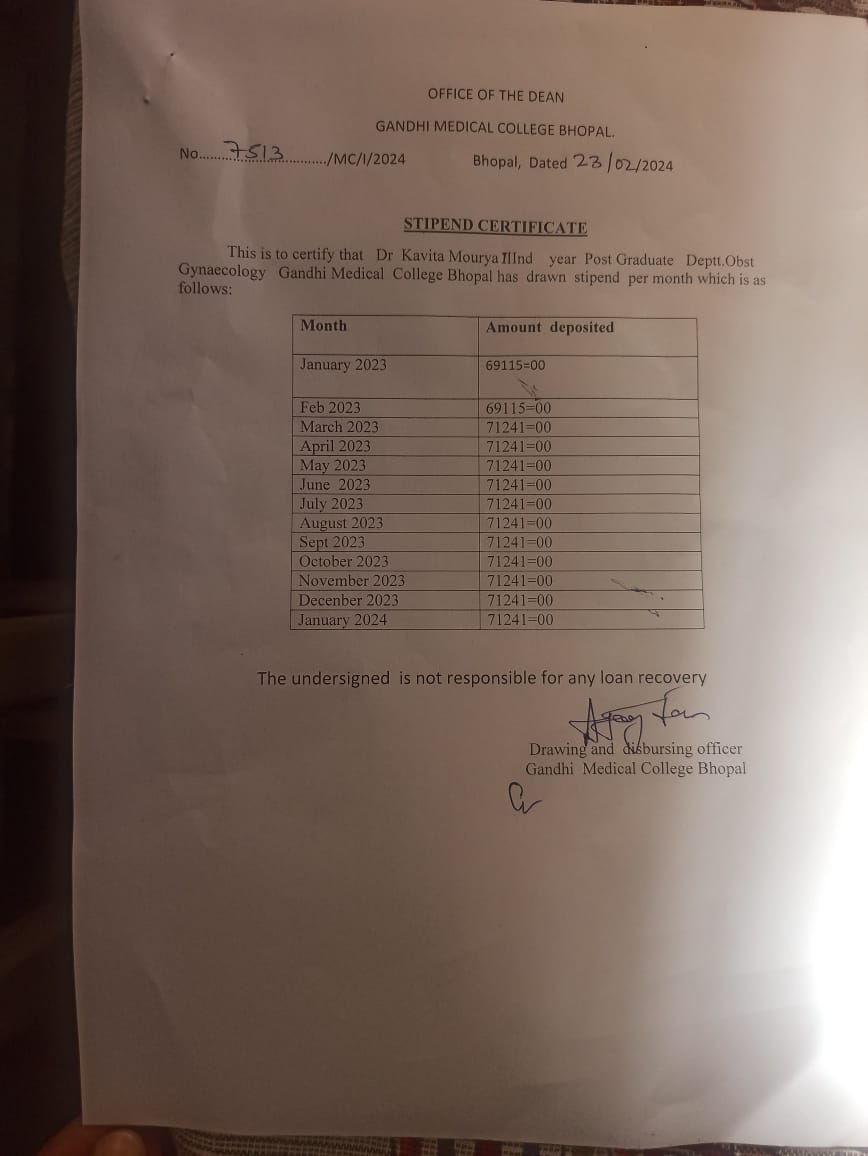 OFFICE OF THE DEAN
GANDHI MEDICAL COLLEGE BHOPAL.
No......7513............/MC/I/2024 Bhopal, Dated 23/02/2024
STIPEND CERTIFICATE
This is to certify that Dr Kavita Mourya IIInd year Post Graduate Deptt.Obst
Gynaecology Gandhi Medical College Bhopal has drawn stipend per month which is as
follows:
Month Amount deposited
January 2023 69115=00
Feb 2023 69115=00
March 2023 71241=00
April 2023 71241=00
May 2023 71241=00
June 2023 71241=00
July 2023 71241=00
August 2023 71241=00
Sept 2023 71241=00
October 2023 71241=00
November 2023 71241=00
Decenber 2023 71241=00
January 2024 71241=00
The undersigned is not responsible for any loan recovery
Drawing and disbursing officer
Gandhi Medical College Bhopal